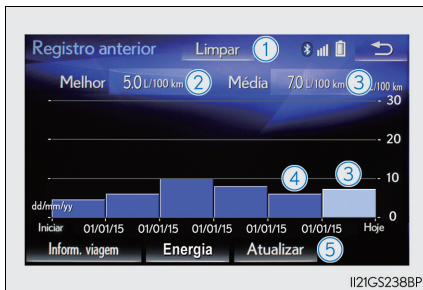 Registro anterior Limpar 1
Melhor 5.0 L/100 km 2 Média 7.0 L/100 km 3 L/100 km
30
20
10
4 3
dd/mm/yy 0
Iniciar 01/01/15 01/01/15 01/01/15 01/01/15 01/01/15 Hoje
Inform. viagem Energia Atualizar 5
II21GS238BP